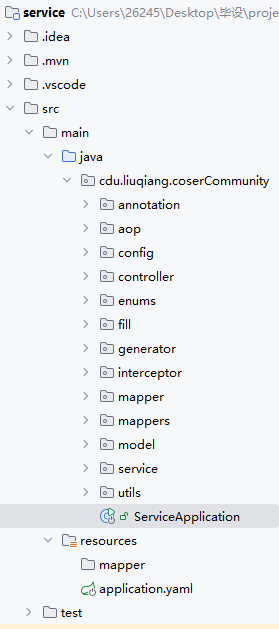 service C:\Users\26245\Desktop\毕设\proje
.idea
.mvn
.vscode
src
main
java
cdu.liuqiang.coserCommunity
annotation
aop
config
controller
enums
fill
generator
interceptor
mapper
mappers
model
service
utils
ServiceApplication
resources
mapper
application.yaml
test